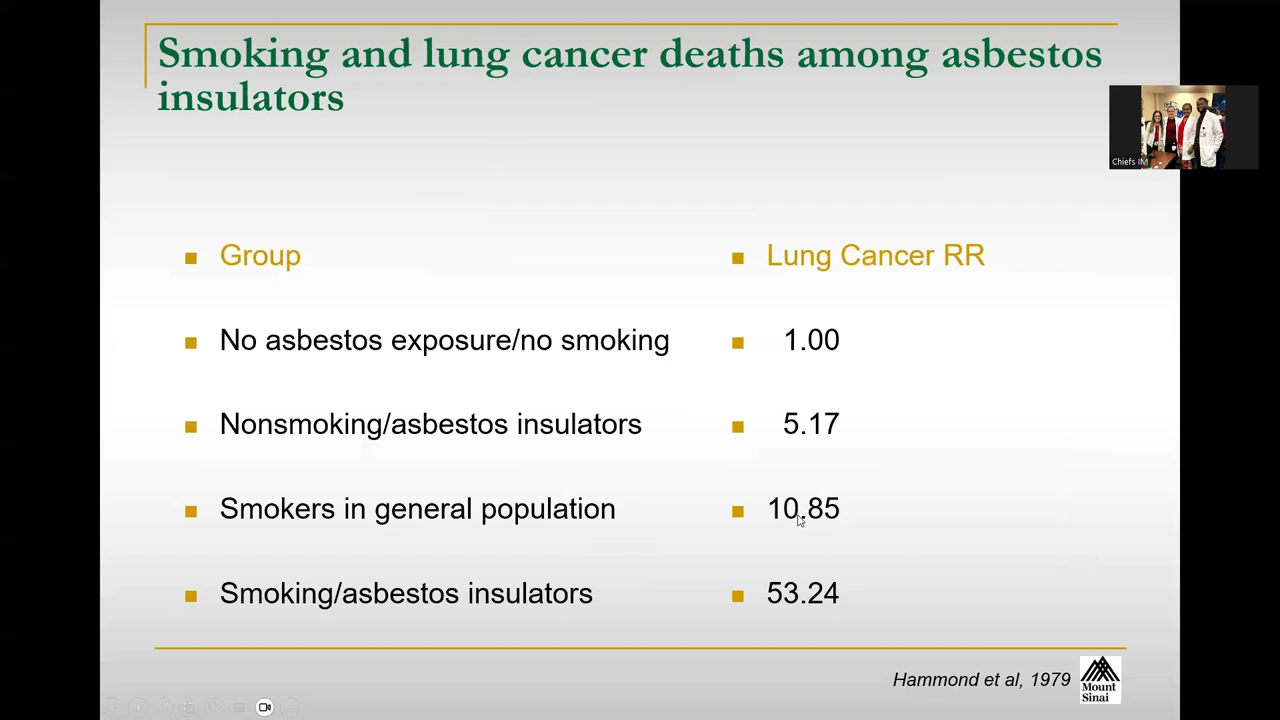 Smoking and lung cancer deaths among asbestos
insulators
Chiefs IM
Group
Lung Cancer RR
No asbestos exposure/no smoking
1.00
Nonsmoking/asbestos insulators
5.17
Smokers in general population
10.85
Smoking/asbestos insulators
53.24
Hammond et al, 1979
Mount
Sinai